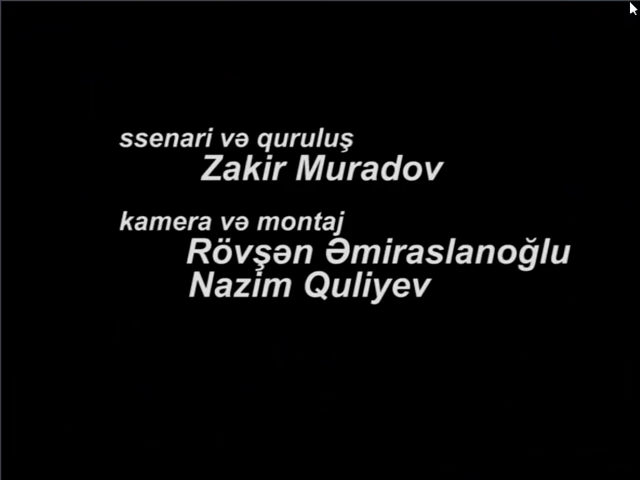 ssenari və quruluş
Zakir Muradov
kamera və montaj
Rövşən Əmiraslanoğlu
Nazim Quliyev